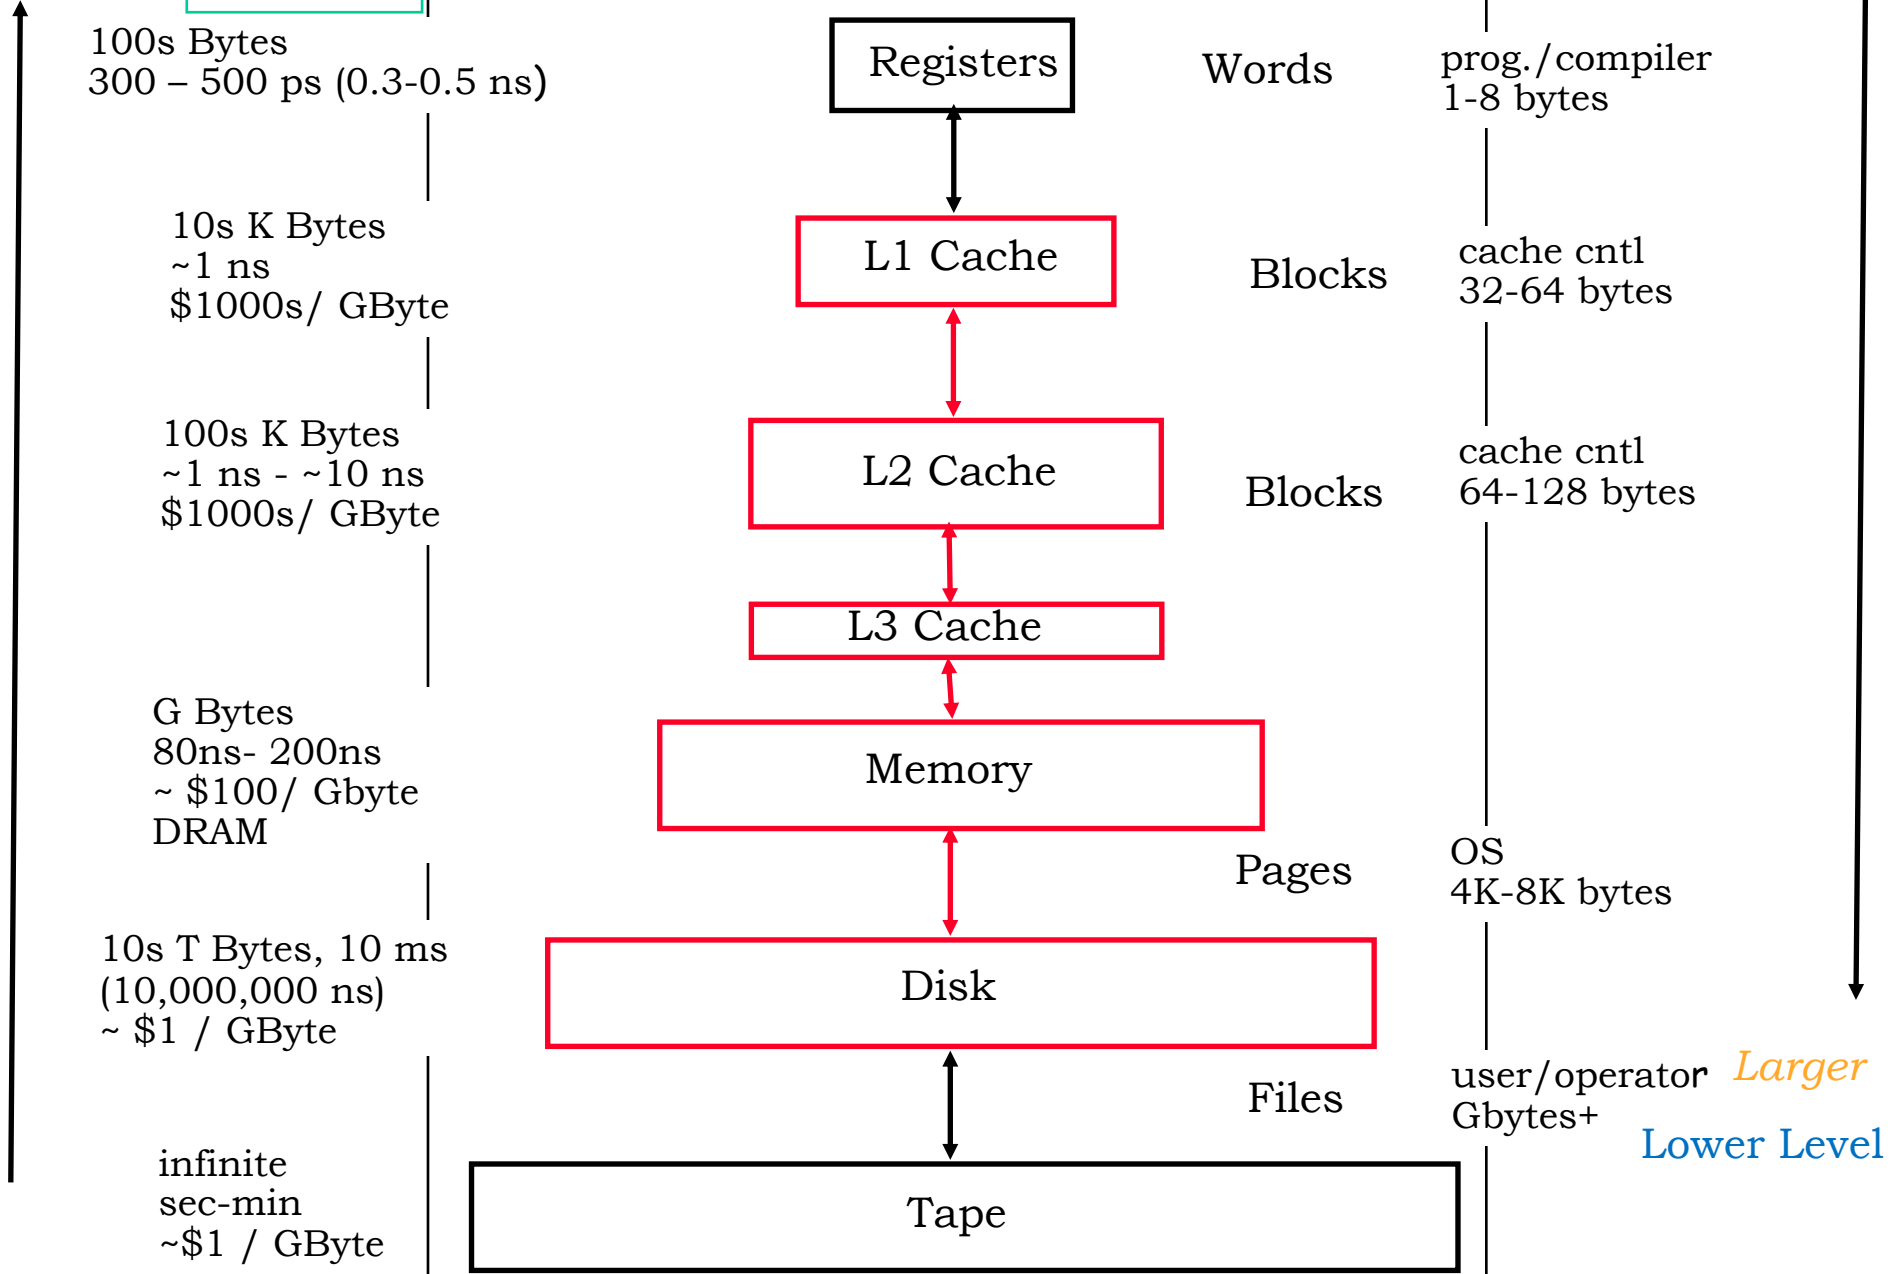 100s Bytes
300 – 500 ps (0.3-0.5 ns)
Registers
Words
prog./compiler
1-8 bytes
10s K Bytes
~1 ns
$1000s/ GByte
L1 Cache
Blocks
cache cntl
32-64 bytes
100s K Bytes
~1 ns - ~10 ns
$1000s/ GByte
L2 Cache
Blocks
cache cntl
64-128 bytes
L3 Cache
G Bytes
80ns- 200ns
~ $100/ Gbyte
DRAM
Memory
Pages
OS
4K-8K bytes
10s T Bytes, 10 ms
(10,000,000 ns)
~ $1 / GByte
Disk
Files
user/operator
Gbytes+
Larger
Lower Level
infinite
sec-min
~$1 / GByte
Tape